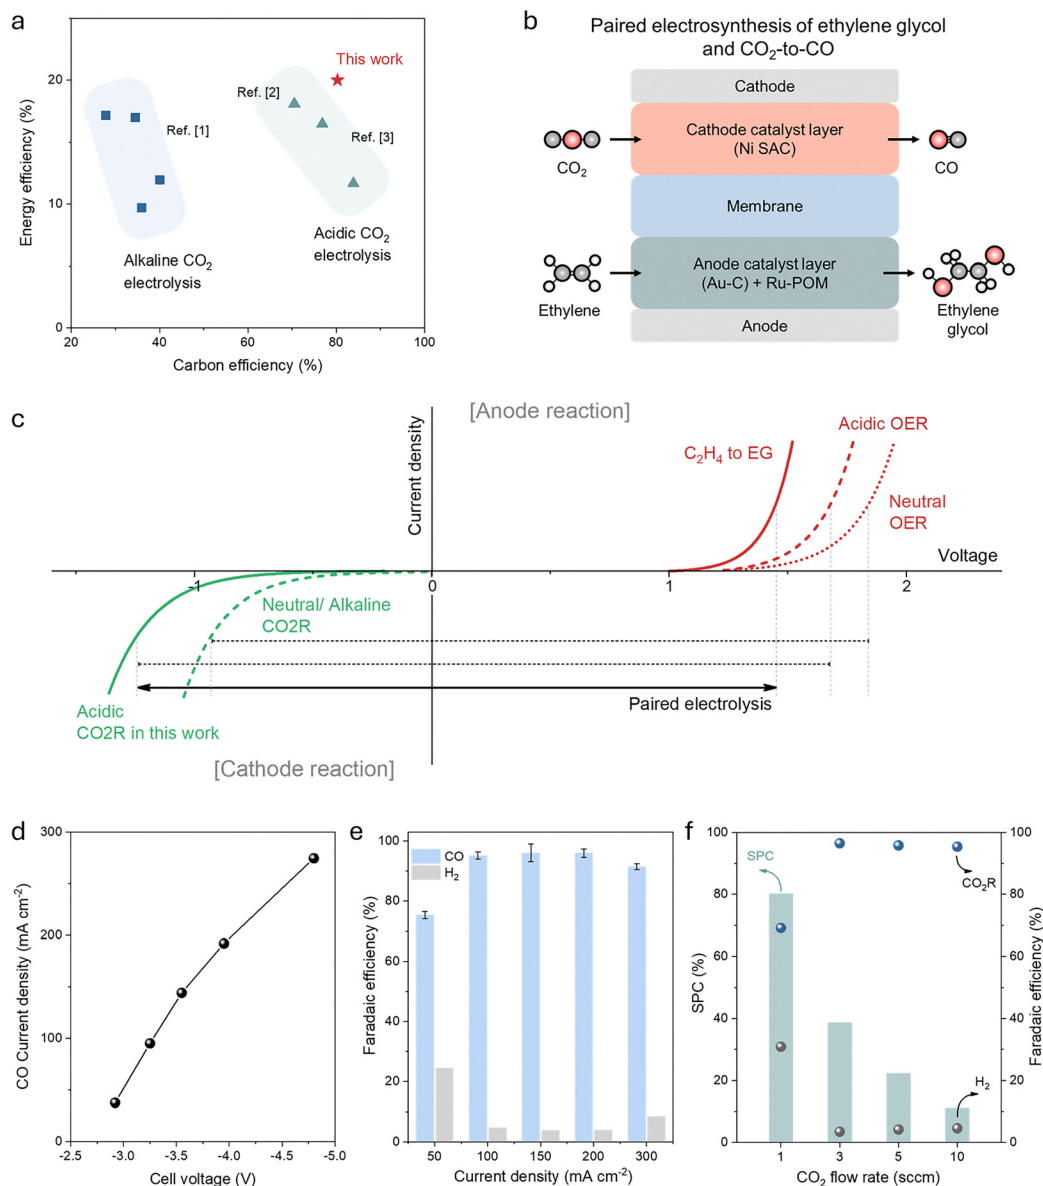 a
Energy efficiency (%)
20
10
0
20
40
60
80
100
Carbon efficiency (%)
This work
Ref. [2]
Ref. [1]
Ref. [3]
Alkaline CO₂
electrolysis
Acidic CO₂
electrolysis
b
Paired electrosynthesis of ethylene glycol
and CO₂-to-CO
Cathode
Cathode catalyst layer
(Ni SAC)
CO₂
CO
Membrane
Anode catalyst layer
(Au-C) + Ru-POM
Ethylene
Ethylene
glycol
Anode
c
Current density
[Anode reaction]
C₂H₄ to EG
Acidic OER
Neutral
OER
Voltage
-1
0
1
2
Neutral/ Alkaline
CO2R
Paired electrolysis
Acidic
CO2R in this work
[Cathode reaction]
d
CO Current density (mA cm⁻²)
300
200
100
0
-2.5
-3.0
-3.5
-4.0
-4.5
-5.0
Cell voltage (V)
e
Faradaic efficiency (%)
100
80
60
40
20
0
CO
H₂
50
100
150
200
300
Current density (mA cm⁻²)
f
SPC (%)
100
80
60
40
20
0
SPC
CO₂R
H₂
1
3
5
10
CO₂ flow rate (sccm)
100
80
60
40
20
0
Faradaic efficiency (%)